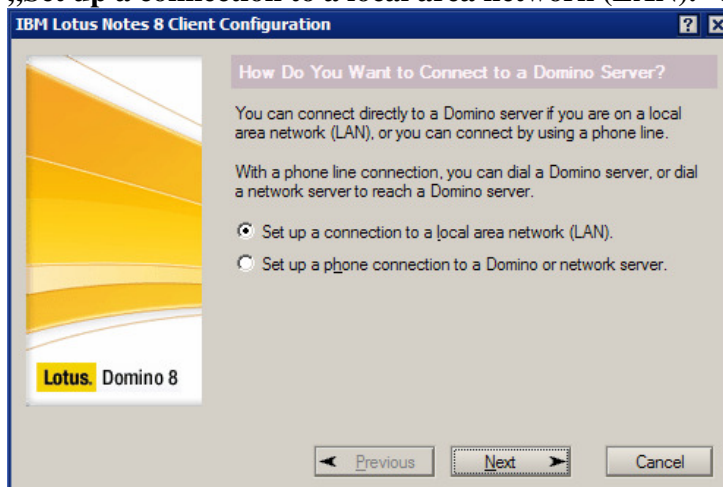 „Set up a connection to a local area network (LAN).
IBM Lotus Notes 8 Client Configuration
How Do You Want to Connect to a Domino Server?
You can connect directly to a Domino server if you are on a local
area network (LAN), or you can connect by using a phone line.
With a phone line connection, you can dial a Domino server, or dial
a network server to reach a Domino server.
Set up a connection to a local area network (LAN).
Set up a phone connection to a Domino or network server.
Lotus. Domino 8
Previous Next Cancel